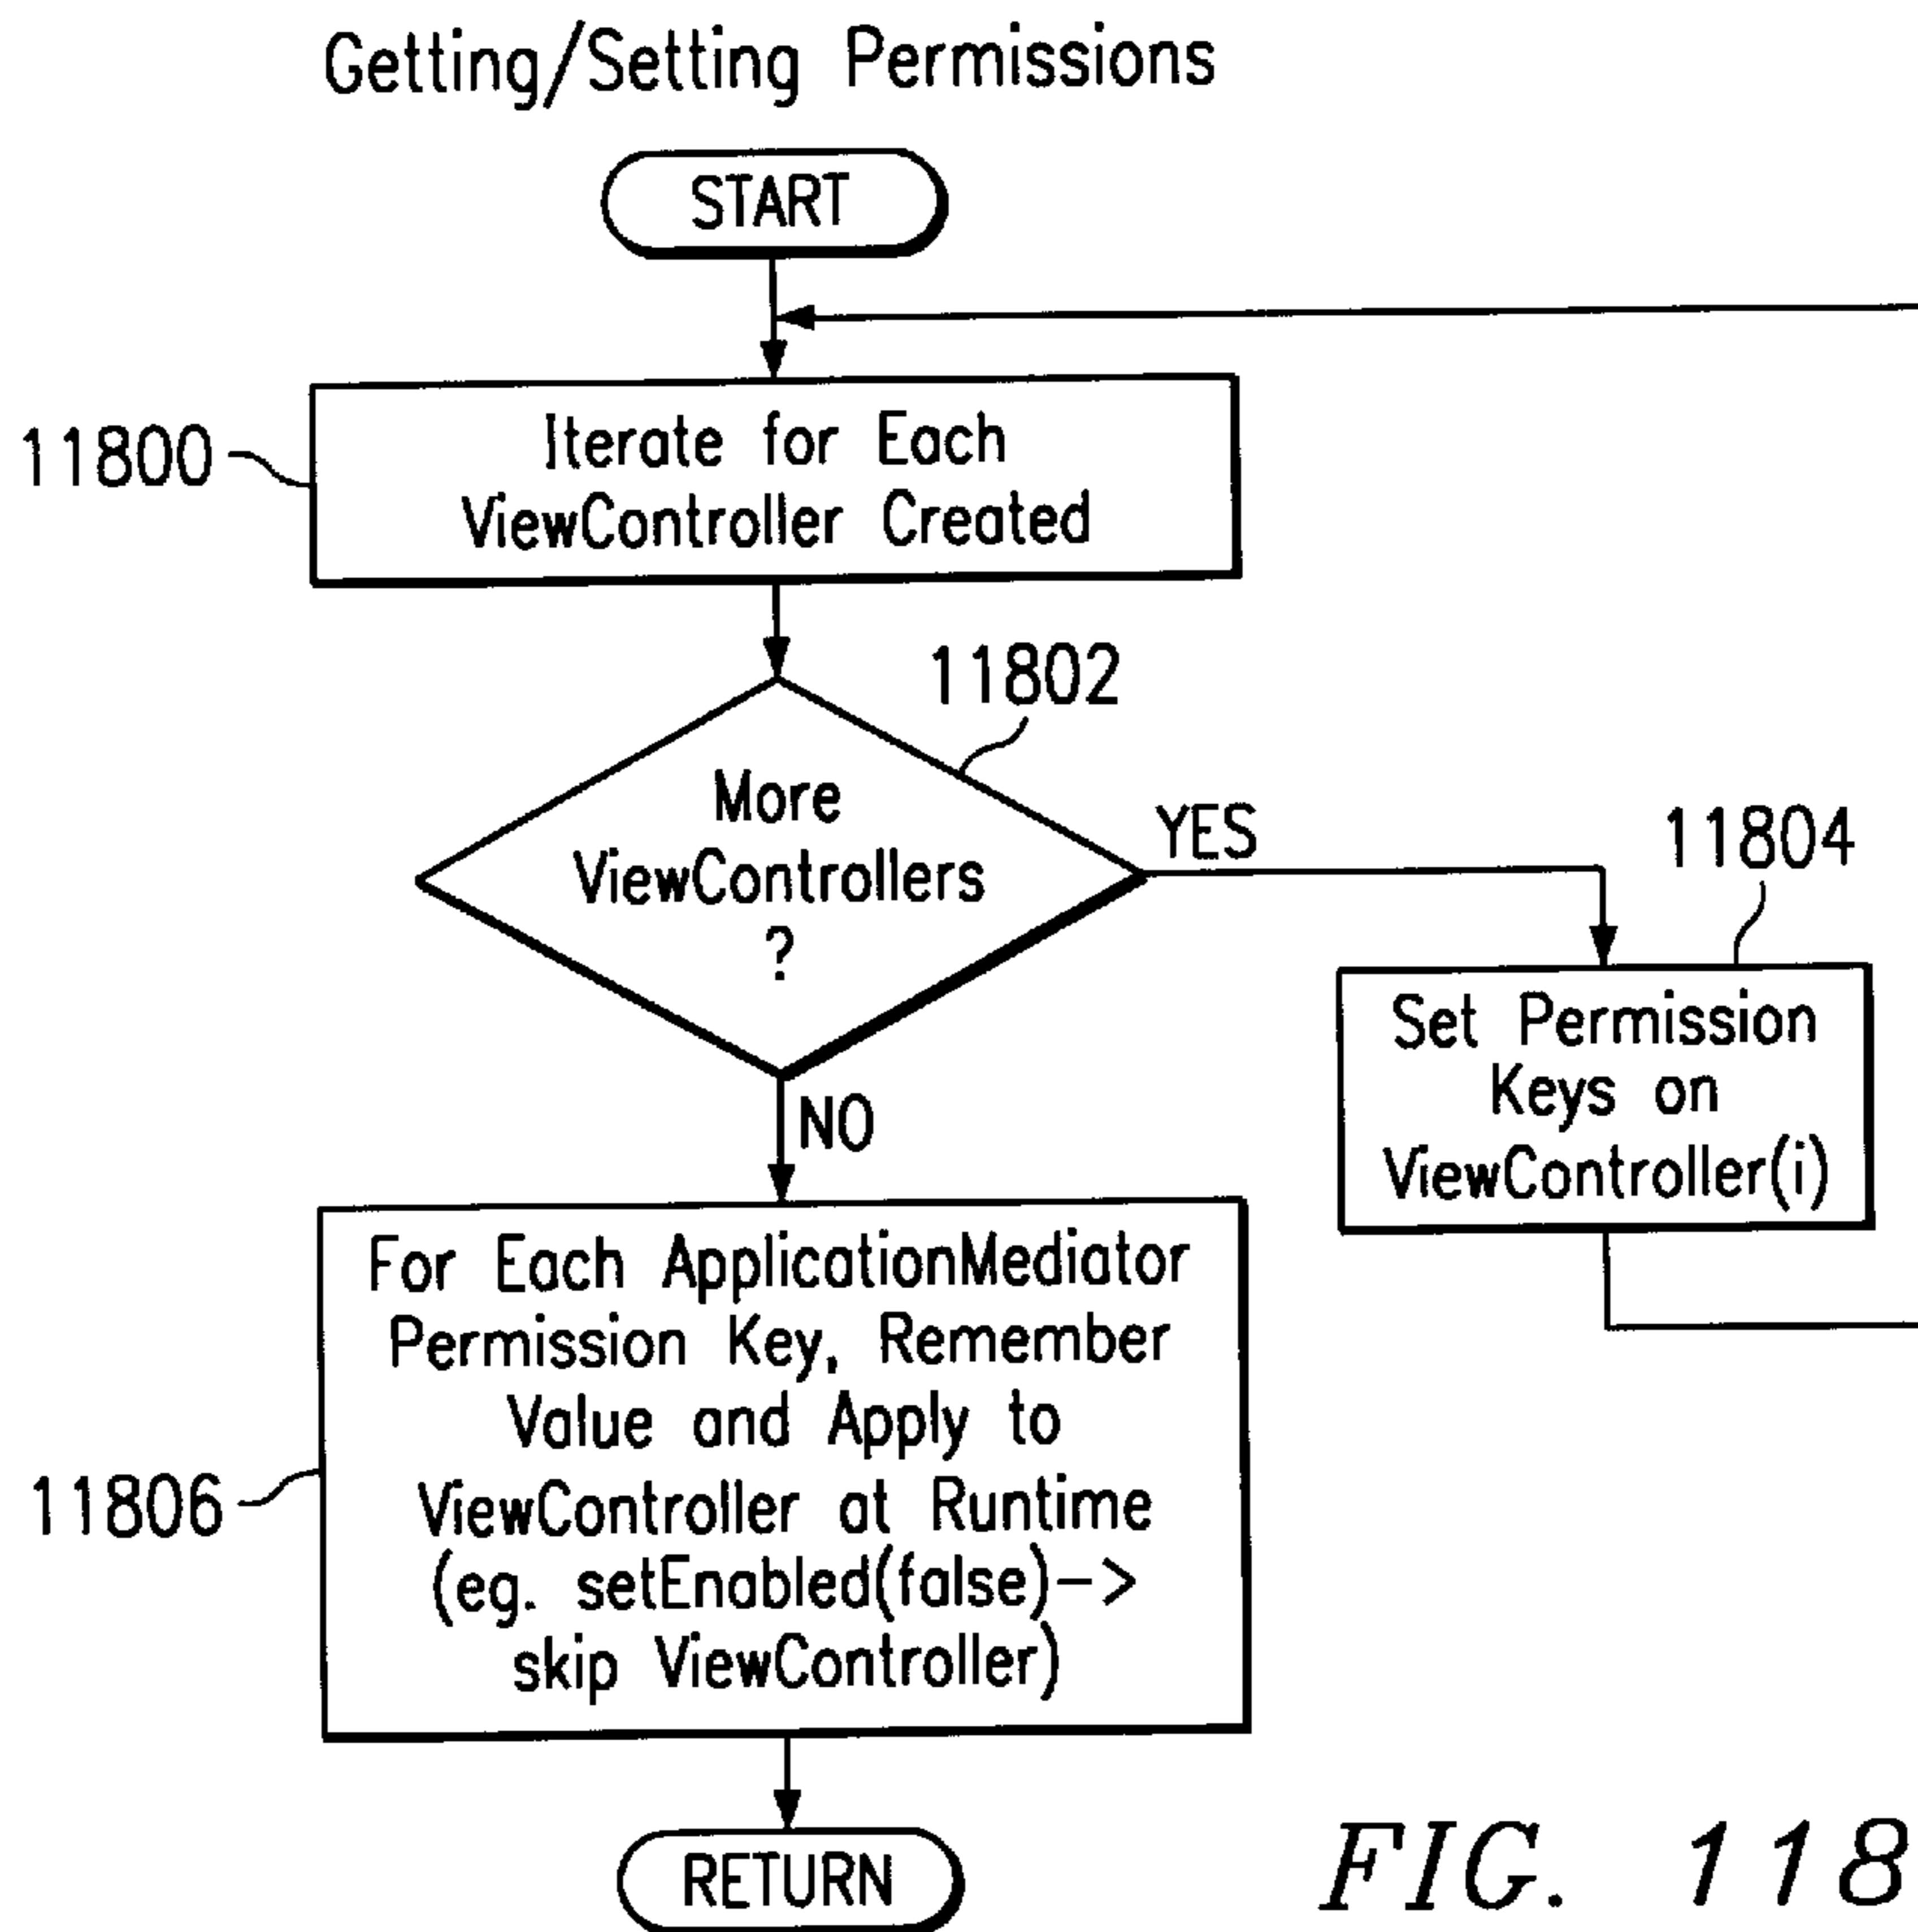 Getting/Setting Permissions
START
11800
Iterate for Each
ViewController Created
11802
More
ViewControllers
?
YES
11804
Set Permission
Keys on
ViewController(i)
NO
11806
For Each ApplicationMediator
Permission Key, Remember
Value and Apply to
ViewController at Runtime
(eg. setEnabled(false)->
skip ViewController)
RETURN
FIG. 118